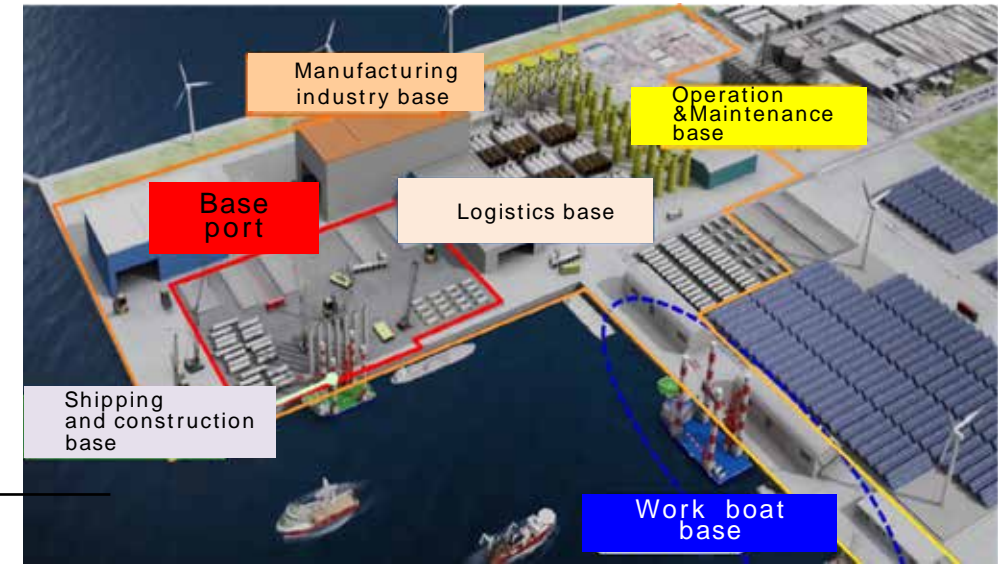 Manufacturing
industry base
Operation
&Maintenance
base
Base
port
Logistics base
Shipping
and construction
base
Work boat
base